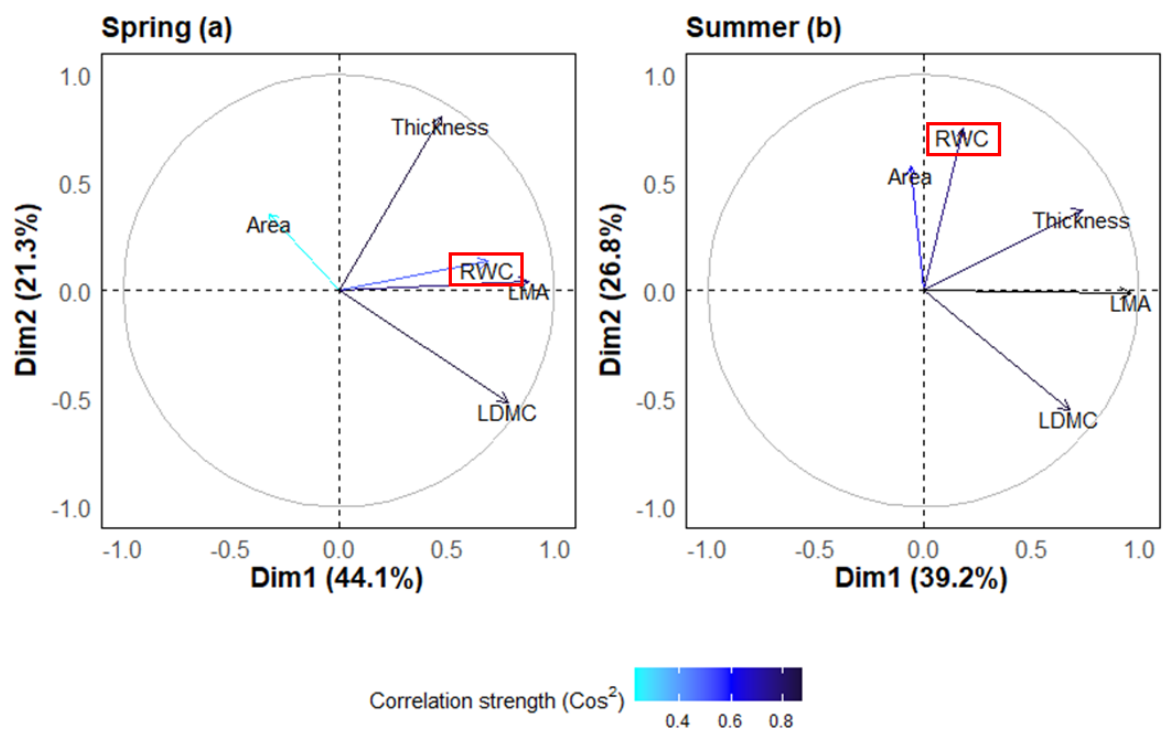 Spring (a)
Summer (b)
1.0
0.5
0.0
-0.5
-1.0
Dim2 (21.3%)
Thickness
Area
RWC
LMA
LDMC
-1.0
-0.5
0.0
0.5
1.0
Dim1 (44.1%)
1.0
0.5
0.0
-0.5
-1.0
Dim2 (26.8%)
RWC
Area
Thickness
LMA
LDMC
-1.0
-0.5
0.0
0.5
1.0
Dim1 (39.2%)
Correlation strength (Cos²)
0.4
0.6
0.8